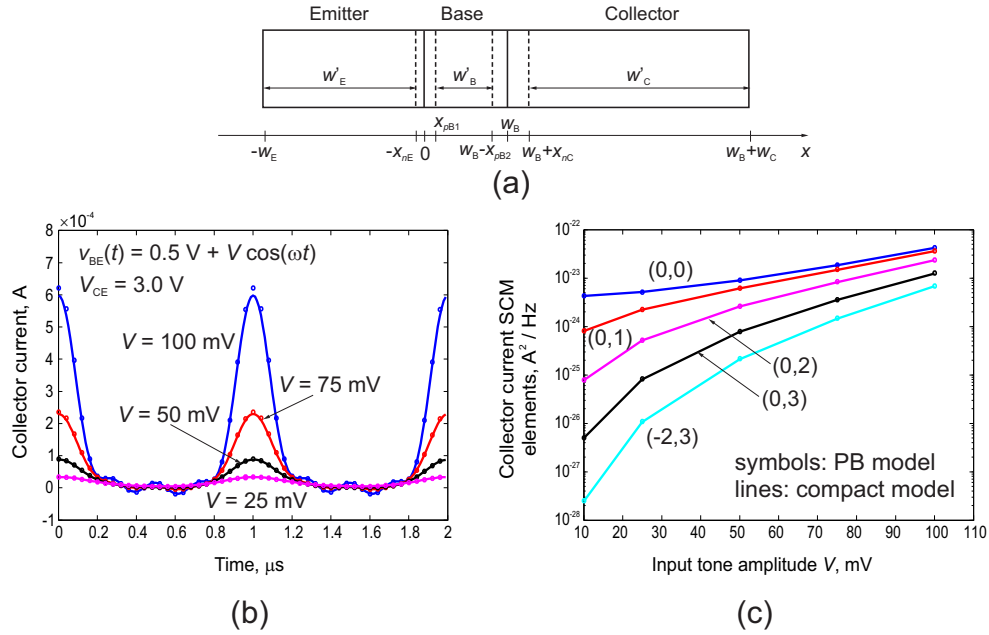 Emitter Base Collector
w'E w'B w'C
xpB1 wB
-wE -xnE 0 wB-xpB2 wB+xnC wB+wC x
(a)
×10⁻⁴
8
7
6
5
4
3
2
1
0
-1
Collector current, A
vBE(t) = 0.5 V + V cos(ωt)
VCE = 3.0 V
V = 100 mV
V = 75 mV
V = 50 mV
V = 25 mV
0 0.2 0.4 0.6 0.8 1 1.2 1.4 1.6 1.8 2
Time, μs
(b)
10⁻²²
10⁻²³
10⁻²⁴
10⁻²⁵
10⁻²⁶
10⁻²⁷
10⁻²⁸
Collector current SCM
elements, A² / Hz
(0,0)
(0,1)
(0,2)
(0,3)
(-2,3)
symbols: PB model
lines: compact model
10 20 30 40 50 60 70 80 90 100 110
Input tone amplitude V, mV
(c)